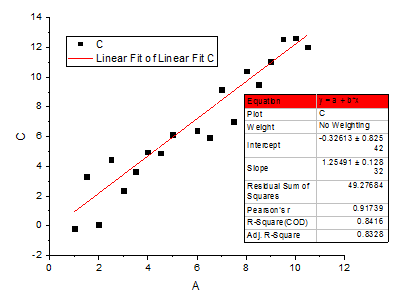 14
12
10
8
6
4
2
0
-2
0
2
4
6
8
10
12
C
A
C
Linear Fit of Linear Fit C
Equation y = a + b*x
Plot C
Weight No Weighting
Intercept -0.32613 ± 0.825
42
Slope 1.25491 ± 0.128
32
Residual Sum of
Squares 49.27684
Pearson's r 0.91739
R-Square(COD) 0.8416
Adj. R-Square 0.8328